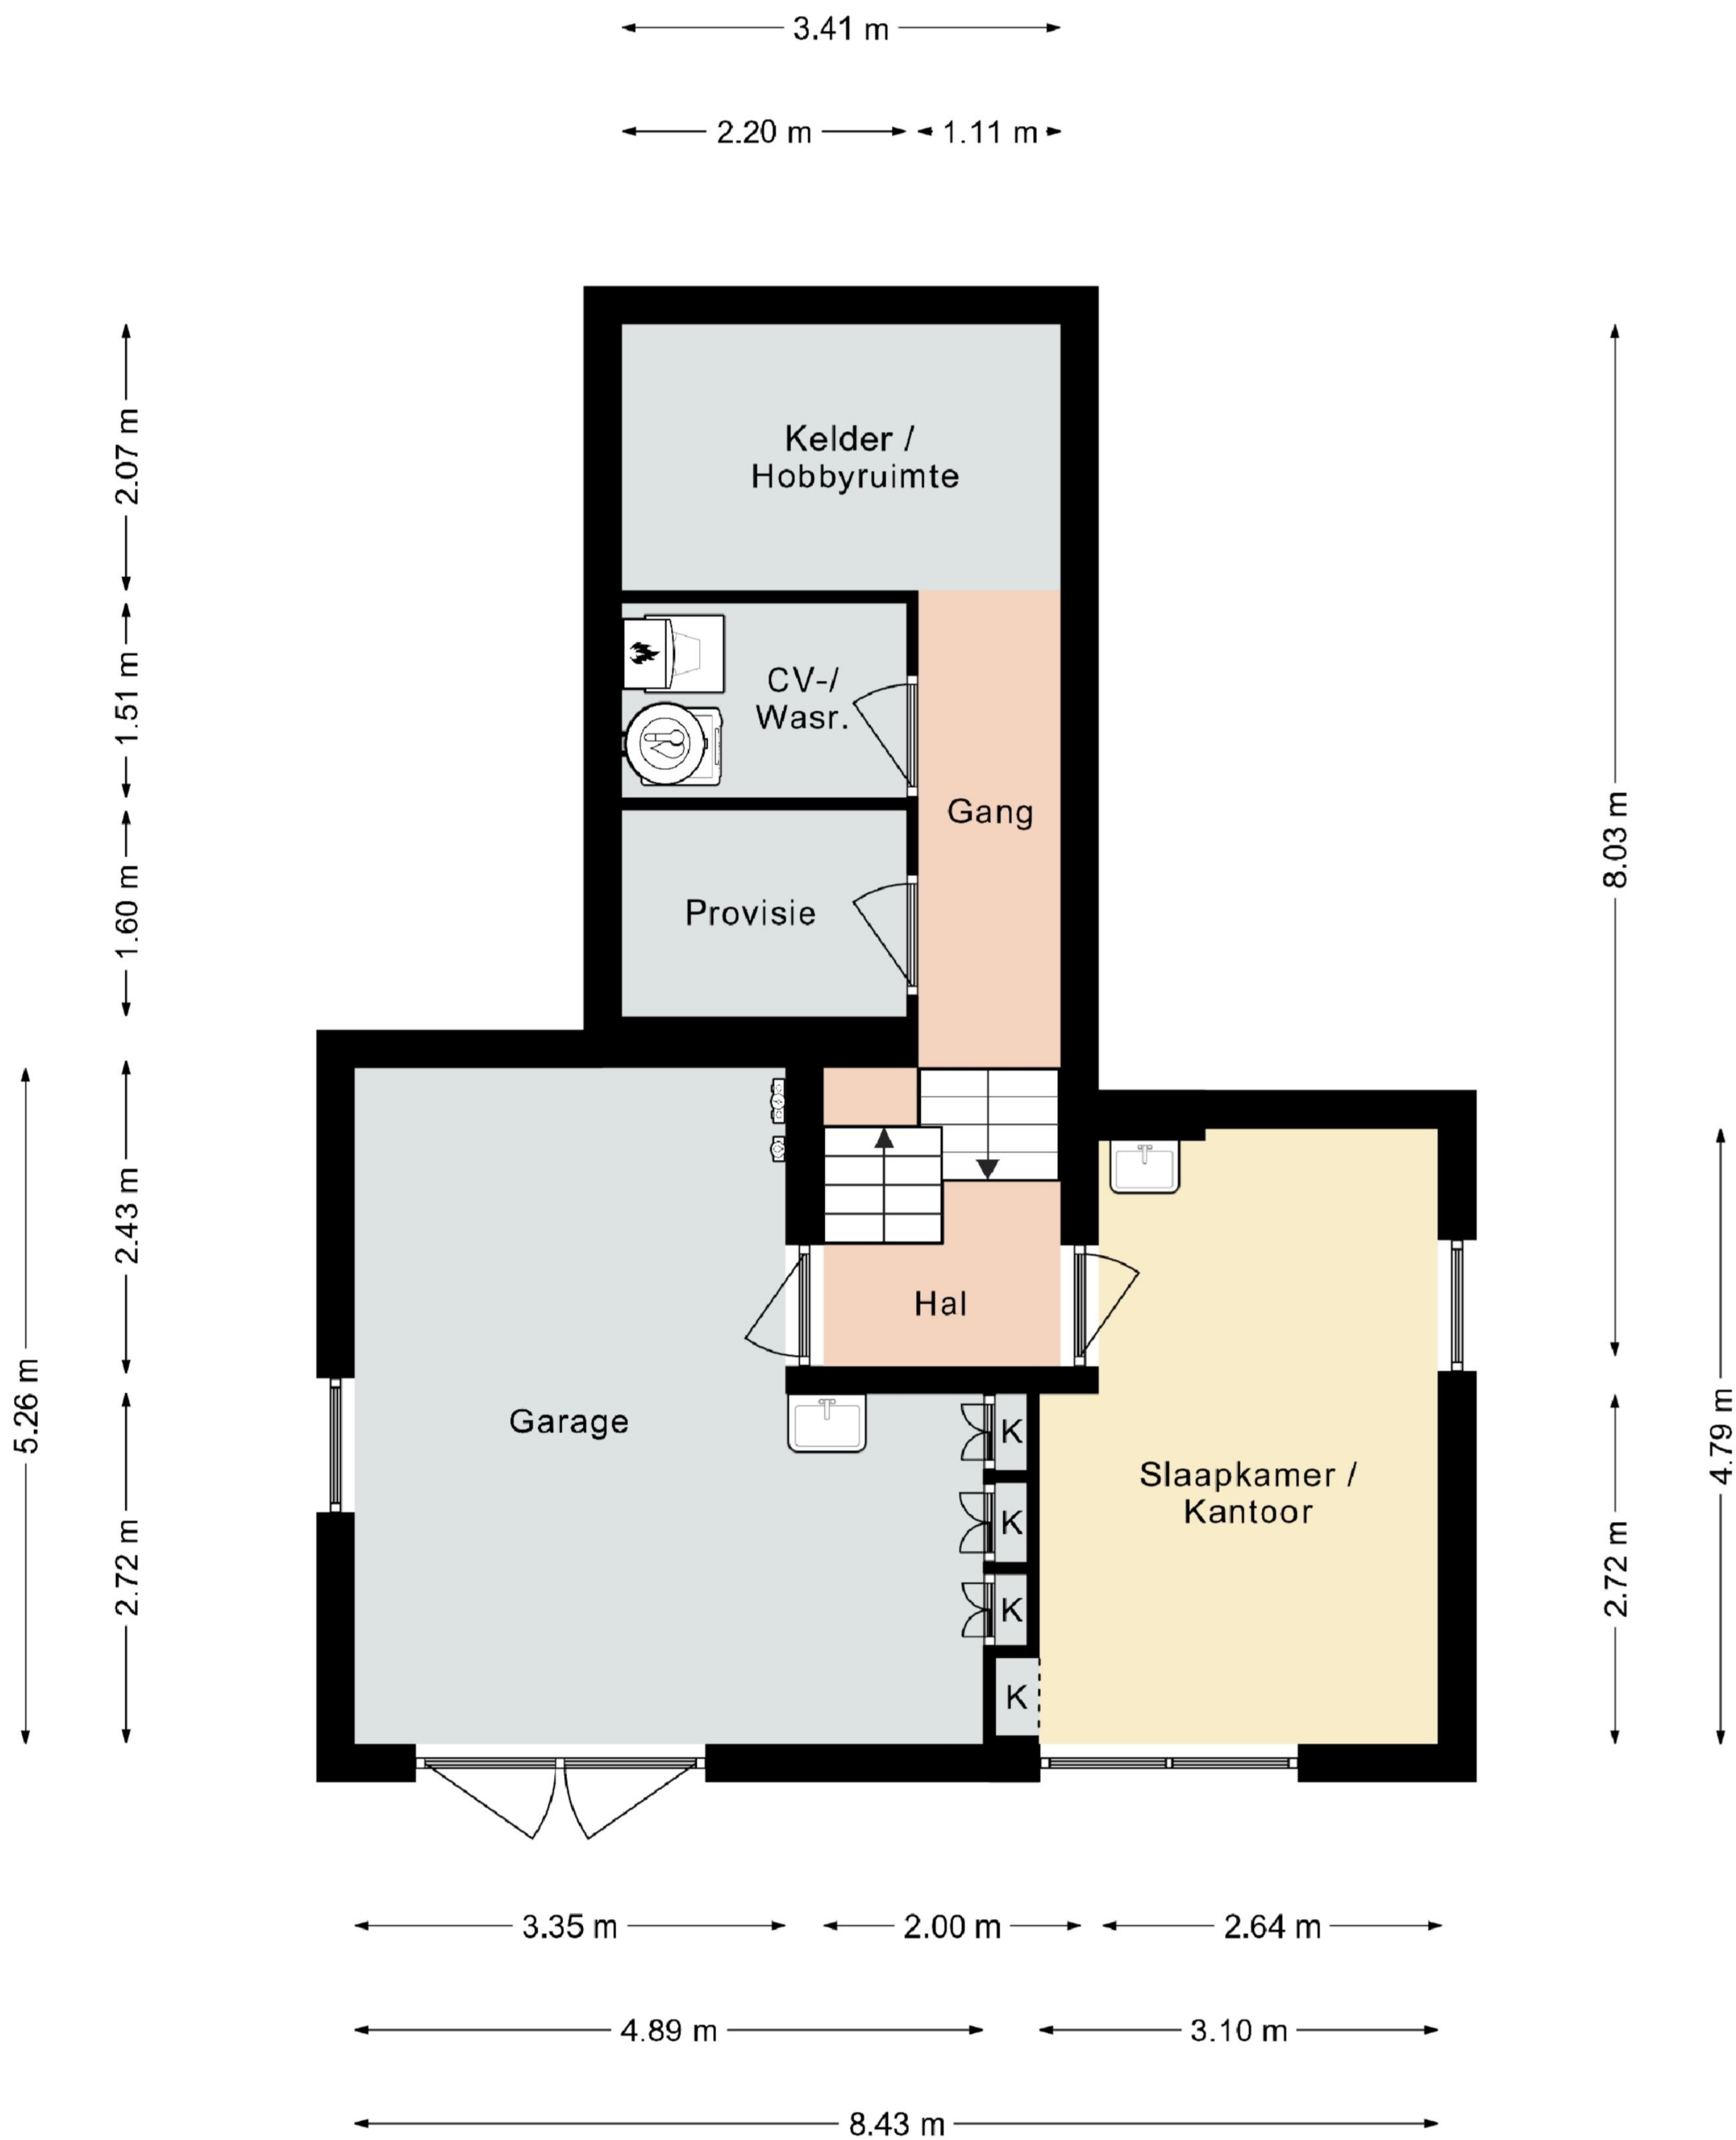 3.41 m
2.20 m
1.11 m
2.07 m
1.51 m
1.60 m
2.43 m
2.72 m
5.26 m
8.03 m
2.72 m
4.79 m
Kelder /
Hobbyruimte
CV-/
Wasr.
Gang
Provisie
Hal
Garage
K
K
K
K
Slaapkamer /
Kantoor
3.35 m
2.00 m
2.64 m
4.89 m
3.10 m
8.43 m